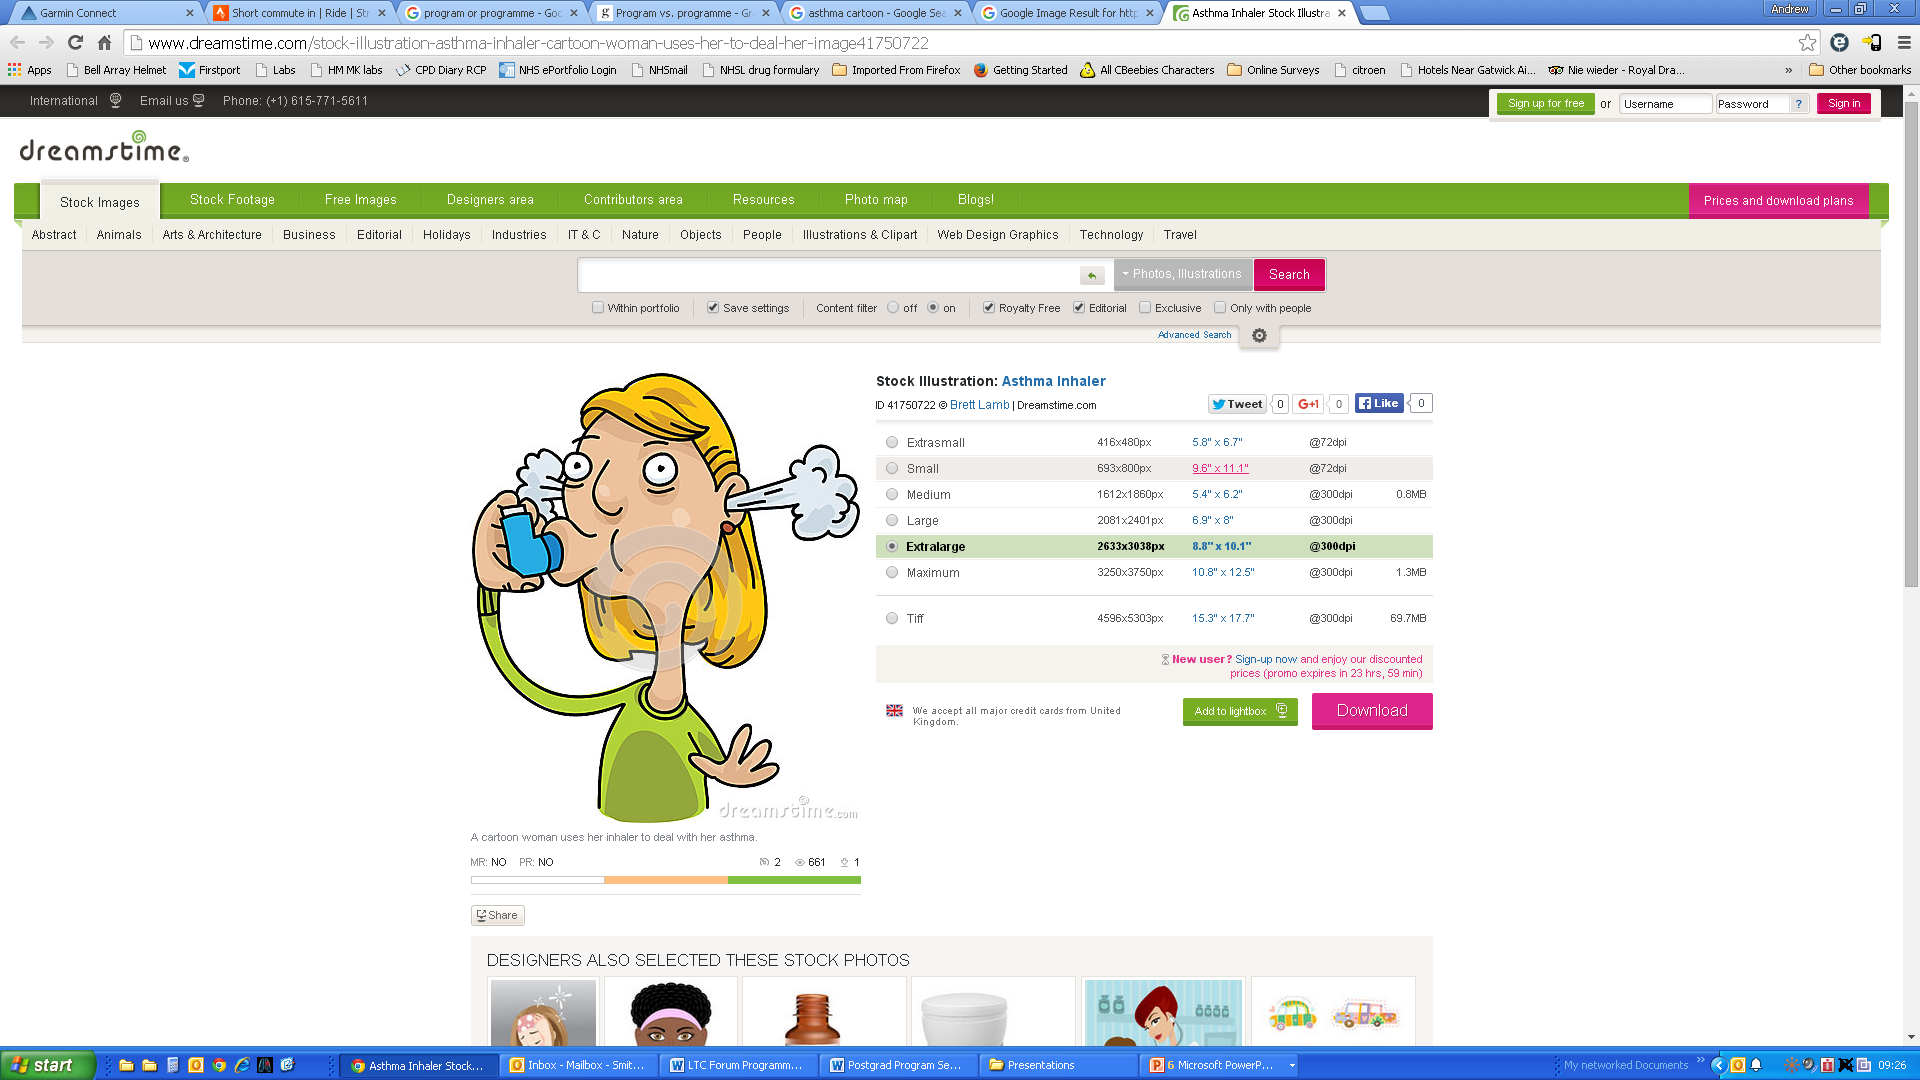 Garmin Connect
Short commute in | Ride | Str
program or programme - Goo
Program vs. programme - Gr
asthma cartoon - Google Sea
Google Image Result for http
Asthma Inhaler Stock Illustra
Andrew
www.dreamstime.com/stock-illustration-asthma-inhaler-cartoon-woman-uses-her-to-deal-her-image41750722
Apps
Bell Array Helmet
Firstport
Labs
HM MK labs
CPD Diary RCP
NHS ePortfolio Login
NHSmail
NHSL drug formulary
Imported From Firefox
Getting Started
All CBeebies Characters
Online Surveys
citroen
Hotels Near Gatwick Ai...
Nie wieder - Royal Dra...
»
Other bookmarks
International
Email us
Phone: (+1) 615-771-5611
Sign up for free
or
Username
Password
?
Sign in
dreamstime®
Stock Images
Stock Footage
Free Images
Designers area
Contributors area
Resources
Photo map
Blogs!
Prices and download plans
Abstract
Animals
Arts & Architecture
Business
Editorial
Holidays
Industries
IT & C
Nature
Objects
People
Illustrations & Clipart
Web Design Graphics
Technology
Travel
Photos, Illustrations
Search
Within portfolio
Save settings
Content filter
off
on
Royalty Free
Editorial
Exclusive
Only with people
Advanced Search
Stock Illustration: Asthma Inhaler
ID 41750722 © Brett Lamb | Dreamstime.com
Tweet
0
G+1
0
Like
0
Extrasmall 416x480px 5.8" x 6.7" @72dpi
Small 693x800px 9.6" x 11.1" @72dpi
Medium 1612x1860px 5.4" x 6.2" @300dpi 0.8MB
Large 2081x2401px 6.9" x 8" @300dpi
Extralarge 2633x3038px 8.8" x 10.1" @300dpi
Maximum 3250x3750px 10.8" x 12.5" @300dpi 1.3MB
Tiff 4596x5303px 15.3" x 17.7" @300dpi 69.7MB
New user? Sign-up now and enjoy our discounted
prices (promo expires in 23 hrs, 59 min)
We accept all major credit cards from United
Kingdom.
Add to lightbox
Download
dreamstime.com
A cartoon woman uses her inhaler to deal with her asthma.
MR: NO PR: NO
2
661
1
Share
DESIGNERS ALSO SELECTED THESE STOCK PHOTOS
start
Asthma Inhaler Stock...
Inbox - Mailbox - Smit...
LTC Forum Programm...
Postgrad Program Se...
Presentations
6 Microsoft PowerP...
My networked Documents
»
09:26